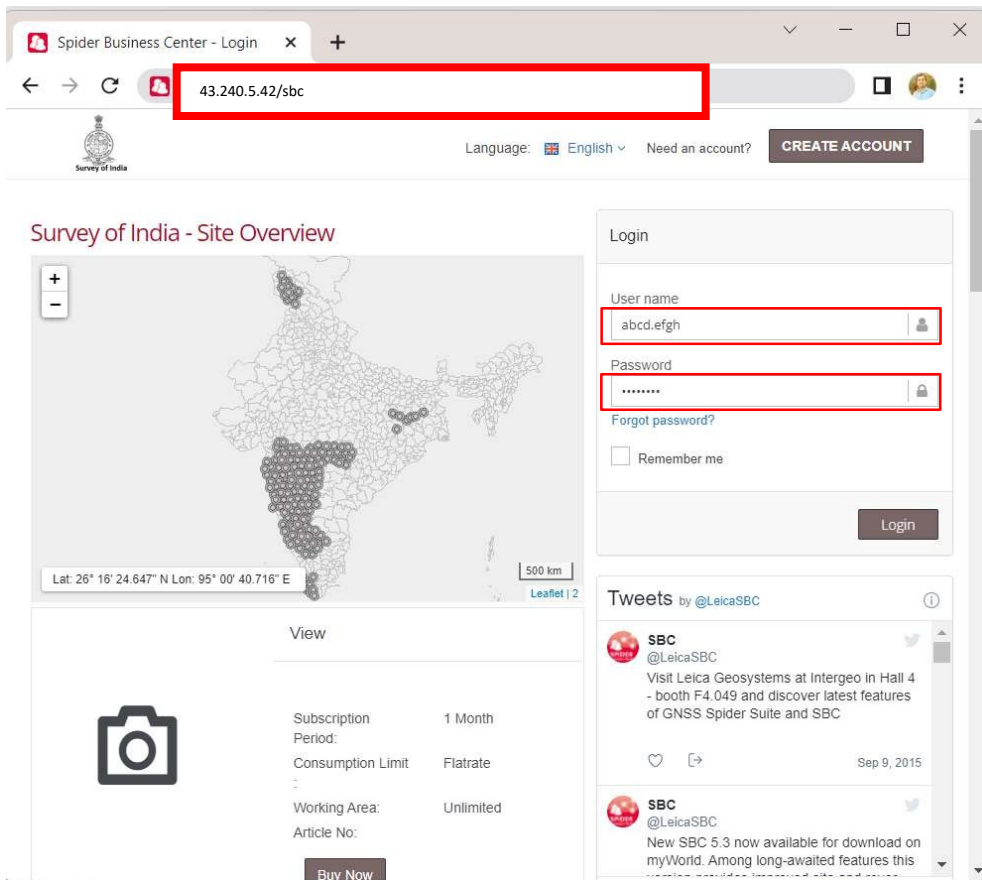 Spider Business Center - Login
43.240.5.42/sbc
Survey of India
Language: English
Need an account?
CREATE ACCOUNT
Survey of India - Site Overview
+
−
Lat: 26° 16' 24.647" N Lon: 95° 00' 40.716" E
500 km
Leaflet | 2
Login
User name
abcd.efgh
Password
........
Forgot password?
Remember me
Login
View
Subscription Period:
1 Month
Consumption Limit :
Flatrate
Working Area:
Unlimited
Article No:
Buy Now
Tweets by @LeicaSBC
SBC
@LeicaSBC
Visit Leica Geosystems at Intergeo in Hall 4
- booth F4.049 and discover latest features
of GNSS Spider Suite and SBC
Sep 9, 2015
SBC
@LeicaSBC
New SBC 5.3 now available for download on
myWorld. Among long-awaited features this